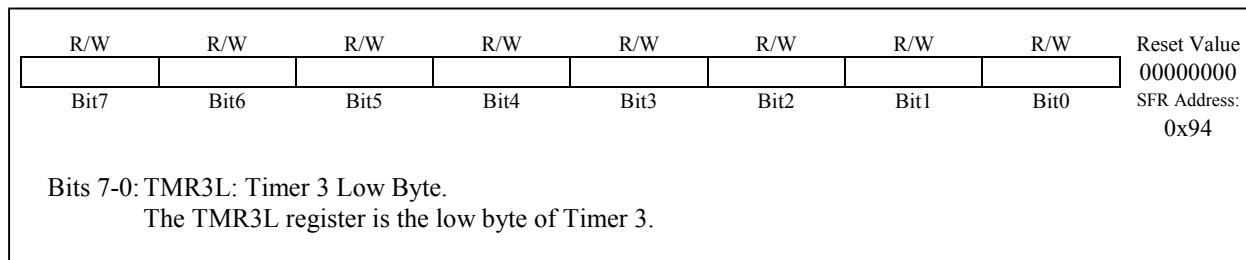 R/W R/W R/W R/W R/W R/W R/W R/W Reset Value
00000000
Bit7 Bit6 Bit5 Bit4 Bit3 Bit2 Bit1 Bit0 SFR Address:
0x94
Bits 7-0: TMR3L: Timer 3 Low Byte.
The TMR3L register is the low byte of Timer 3.